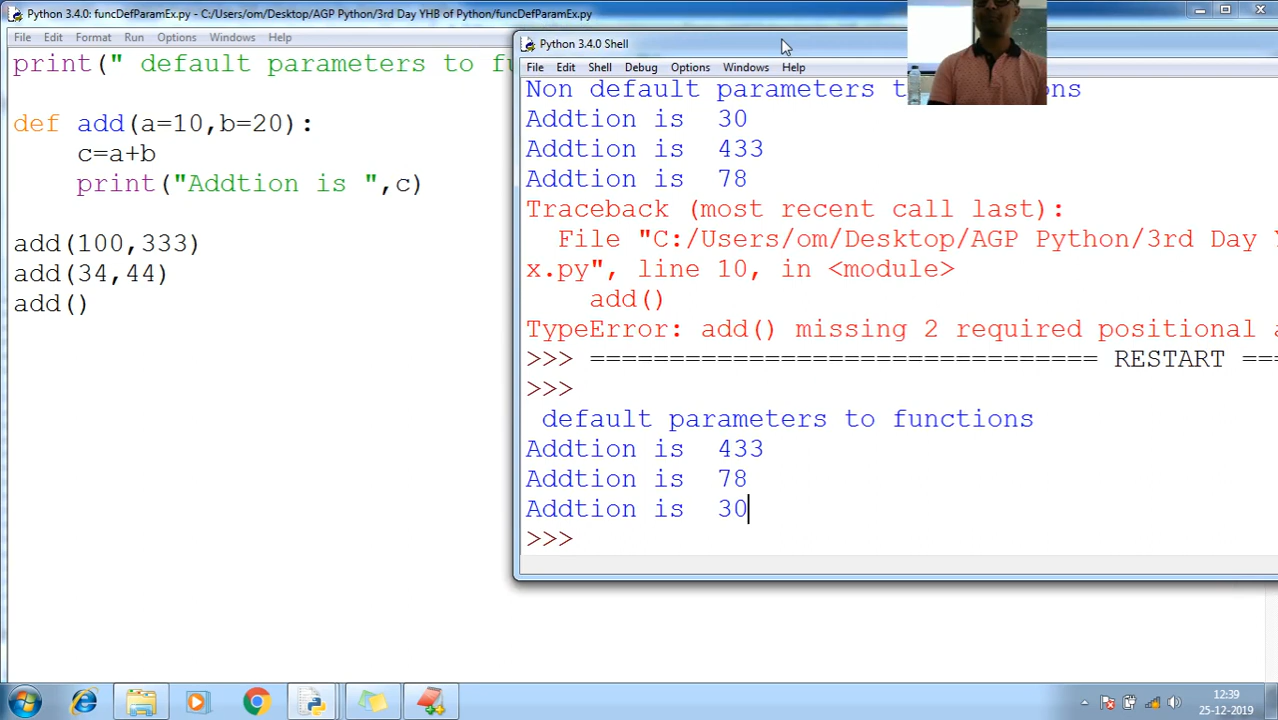 Python 3.4.0: funcDefParamEx.py - C:/Users/om/Desktop/AGP Python/3rd Day YHB of Python/funcDefParamEx.py
File Edit Format Run Options Windows Help
print(" default parameters to fu
def add(a=10,b=20):
c=a+b
print("Addtion is ",c)
add(100,333)
add(34,44)
add()
Python 3.4.0 Shell
File Edit Shell Debug Options Windows Help
Non default parameters t ons
Addtion is 30
Addtion is 433
Addtion is 78
Traceback (most recent call last):
File "C:/Users/om/Desktop/AGP Python/3rd Day Y
x.py", line 10, in <module>
add()
TypeError: add() missing 2 required positional a
>>> ================================ RESTART ==
>>>
default parameters to functions
Addtion is 433
Addtion is 78
Addtion is 30
>>>
12:39
25-12-2019